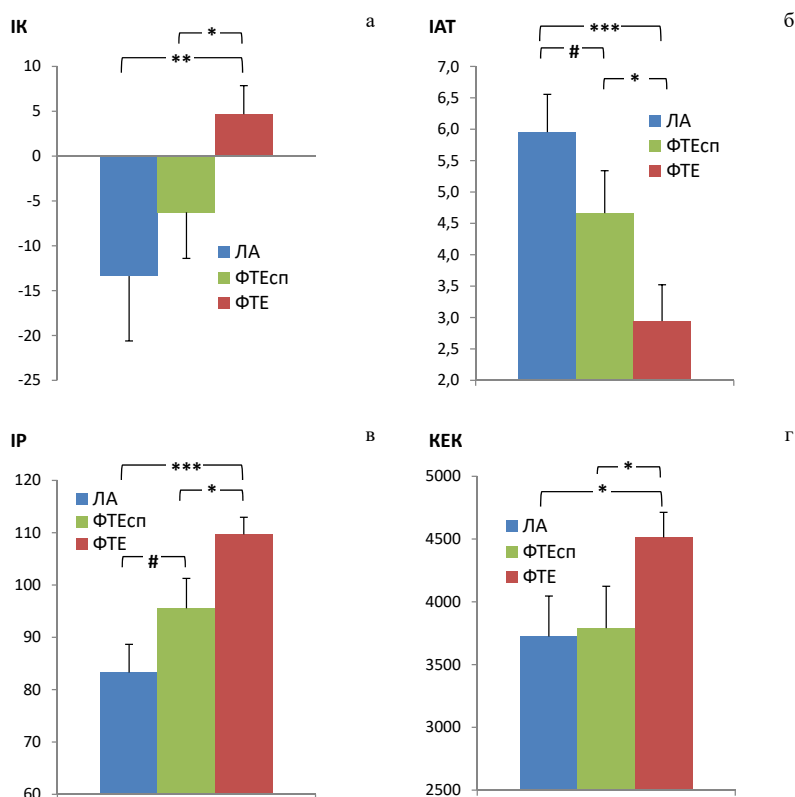 ІК
а
*
**
10
5
0
-5
-10
-15
-20
-25
ЛА
ФТЕсп
ФТЕ
ІАТ
б
***
#
*
7,0
6,5
6,0
5,5
5,0
4,5
4,0
3,5
3,0
2,5
2,0
ЛА
ФТЕсп
ФТЕ
ІР
в
***
*
#
120
110
100
90
80
70
60
ЛА
ФТЕсп
ФТЕ
КЕК
г
*
*
5000
4500
4000
3500
3000
2500
ЛА
ФТЕсп
ФТЕ